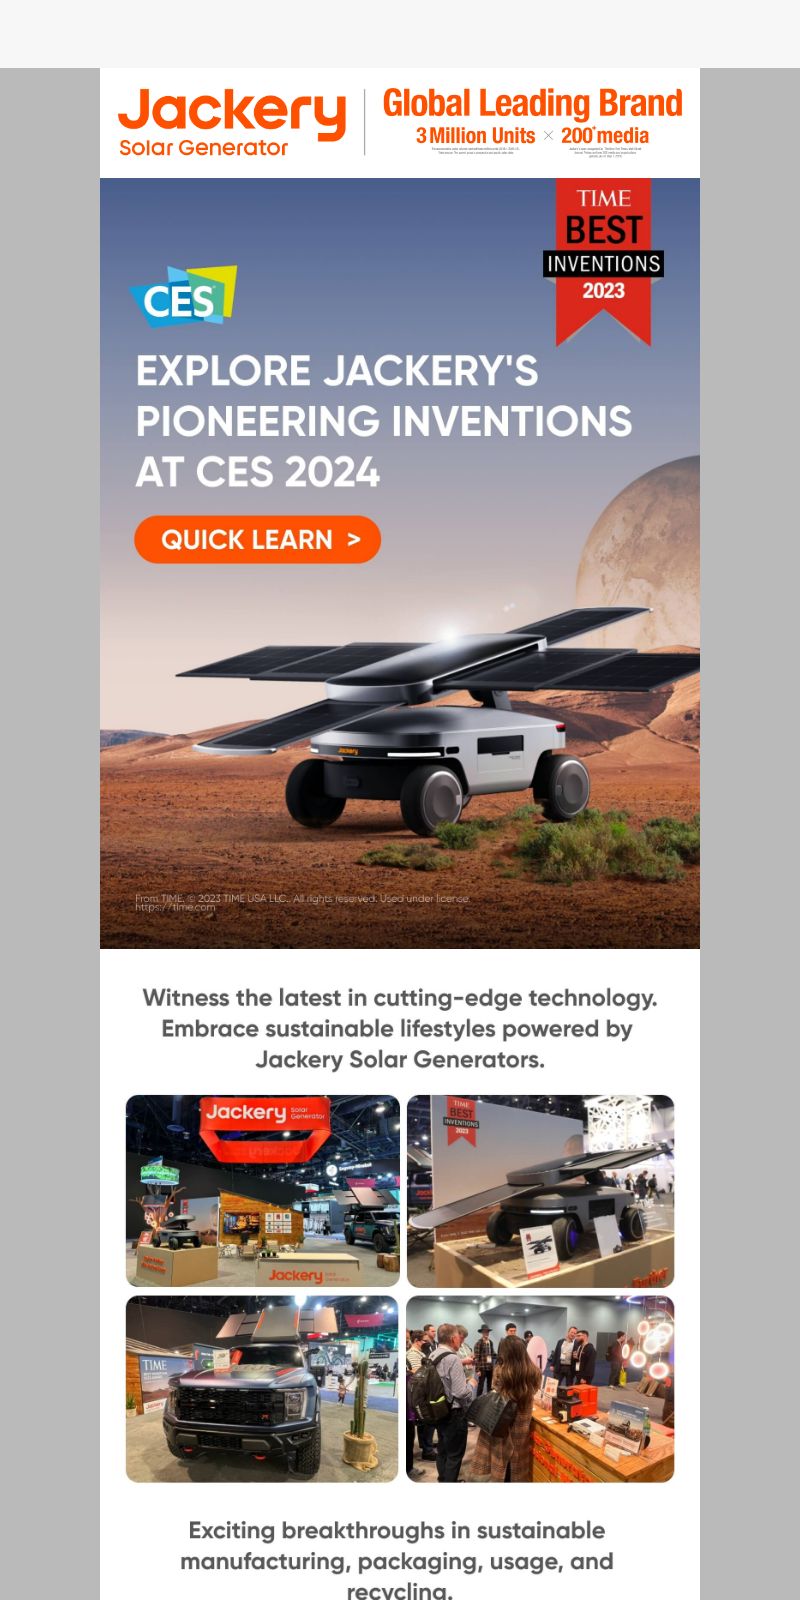 Jackery
Solar Generator
Global Leading Brand
3 Million Units × 200+media
TIME
BEST
INVENTIONS
2023
CES
EXPLORE JACKERY'S
PIONEERING INVENTIONS
AT CES 2024
QUICK LEARN >
Jackery
From TIME. © 2023 TIME USA LLC.. All rights reserved. Used under license.
https://time.com
Witness the latest in cutting-edge technology.
Embrace sustainable lifestyles powered by
Jackery Solar Generators.
Jackery Solar
Generator
Jackery
TIME
BEST
INVENTIONS
2023
TIME
1
Exciting breakthroughs in sustainable
manufacturing, packaging, usage, and
recycling.